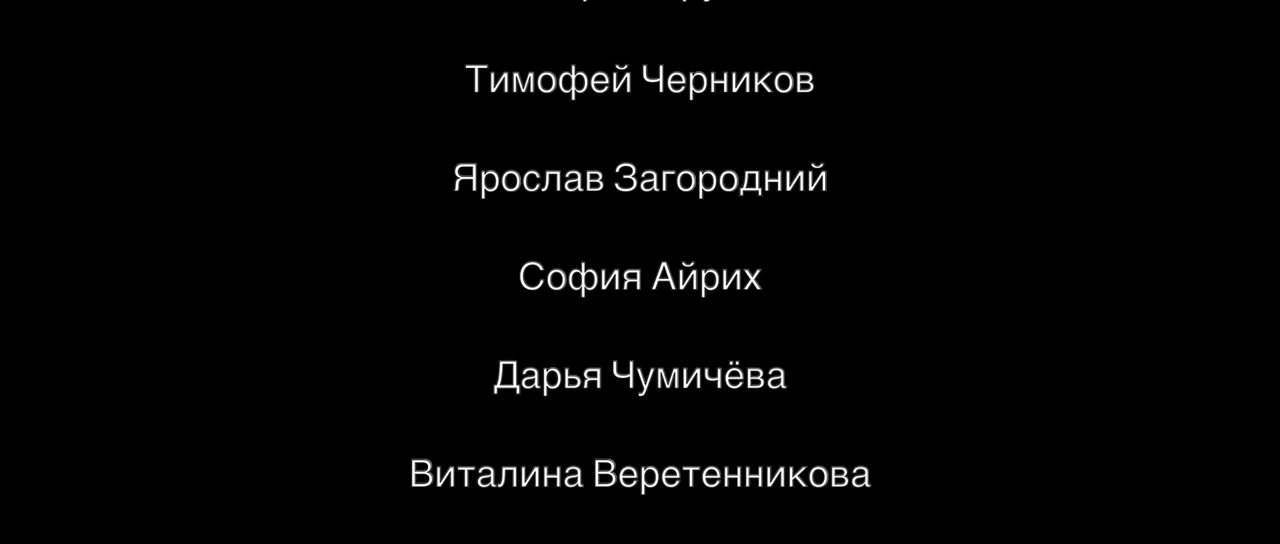 Тимофей Черников
Ярослав Загородний
София Айрих
Дарья Чумичёва
Виталина Веретенникова